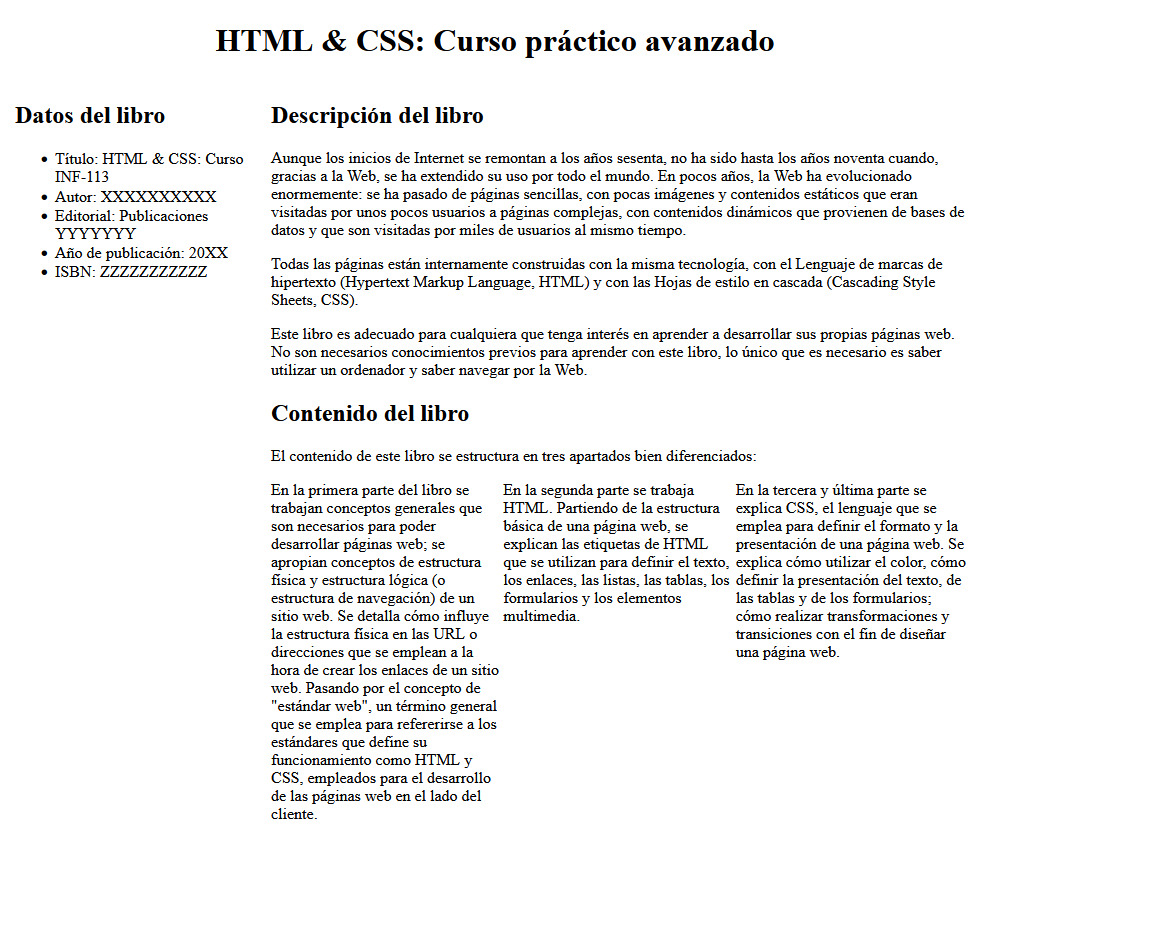 HTML & CSS: Curso práctico avanzado
Datos del libro
• Título: HTML & CSS: Curso
INF-113
• Autor: XXXXXXXXXX
• Editorial: Publicaciones
YYYYYYY
• Año de publicación: 20XX
• ISBN: ZZZZZZZZZZZ
Descripción del libro
Aunque los inicios de Internet se remontan a los años sesenta, no ha sido hasta los años noventa cuando,
gracias a la Web, se ha extendido su uso por todo el mundo. En pocos años, la Web ha evolucionado
enormemente: se ha pasado de páginas sencillas, con pocas imágenes y contenidos estáticos que eran
visitadas por unos pocos usuarios a páginas complejas, con contenidos dinámicos que provienen de bases de
datos y que son visitadas por miles de usuarios al mismo tiempo.
Todas las páginas están internamente construidas con la misma tecnología, con el Lenguaje de marcas de
hipertexto (Hypertext Markup Language, HTML) y con las Hojas de estilo en cascada (Cascading Style
Sheets, CSS).
Este libro es adecuado para cualquiera que tenga interés en aprender a desarrollar sus propias páginas web.
No son necesarios conocimientos previos para aprender con este libro, lo único que es necesario es saber
utilizar un ordenador y saber navegar por la Web.
Contenido del libro
El contenido de este libro se estructura en tres apartados bien diferenciados:
En la primera parte del libro se
trabajan conceptos generales que
son necesarios para poder
desarrollar páginas web; se
apropian conceptos de estructura
física y estructura lógica (o
estructura de navegación) de un
sitio web. Se detalla cómo influye
la estructura física en las URL o
direcciones que se emplean a la
hora de crear los enlaces de un sitio
web. Pasando por el concepto de
"estándar web", un término general
que se emplea para refererirse a los
estándares que define su
funcionamiento como HTML y
CSS, empleados para el desarrollo
de las páginas web en el lado del
cliente.
En la segunda parte se trabaja
HTML. Partiendo de la estructura
básica de una página web, se
explican las etiquetas de HTML
que se utilizan para definir el texto,
los enlaces, las listas, las tablas, los
formularios y los elementos
multimedia.
En la tercera y última parte se
explica CSS, el lenguaje que se
emplea para definir el formato y la
presentación de una página web. Se
explica cómo utilizar el color, cómo
definir la presentación del texto, de
las tablas y de los formularios;
cómo realizar transformaciones y
transiciones con el fin de diseñar
una página web.